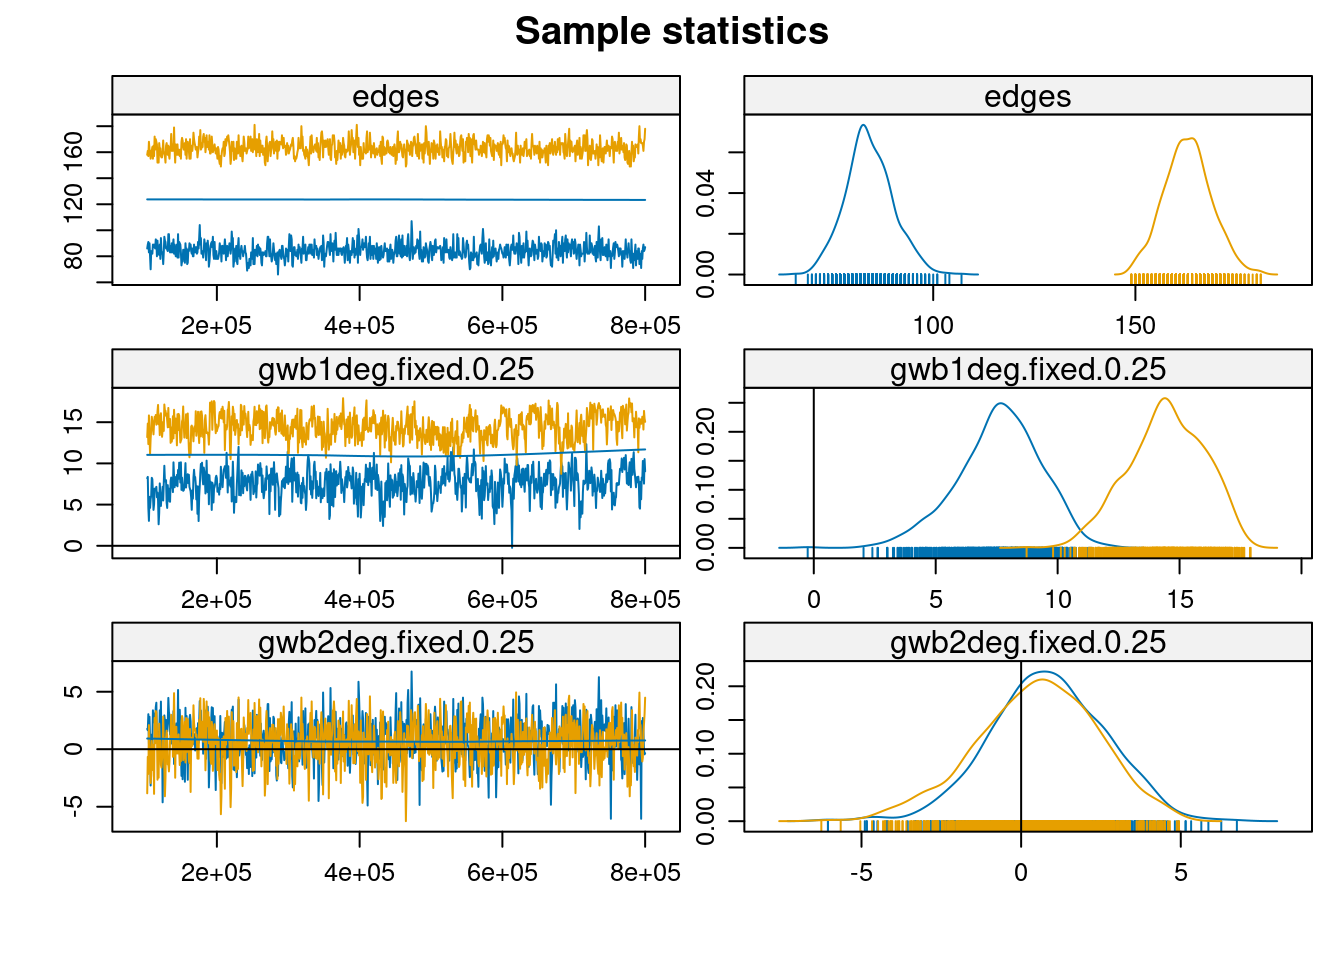 Sample statistics
edges
edges
80
120
160
2e+05 4e+05 6e+05 8e+05
0.00
0.04
100 150
gwb1deg.fixed.0.25
gwb1deg.fixed.0.25
0
5
10
15
2e+05 4e+05 6e+05 8e+05
0.00
0.10
0.20
0 5 10 15
gwb2deg.fixed.0.25
gwb2deg.fixed.0.25
-5
0
5
2e+05 4e+05 6e+05 8e+05
0.00
0.10
0.20
-5 0 5